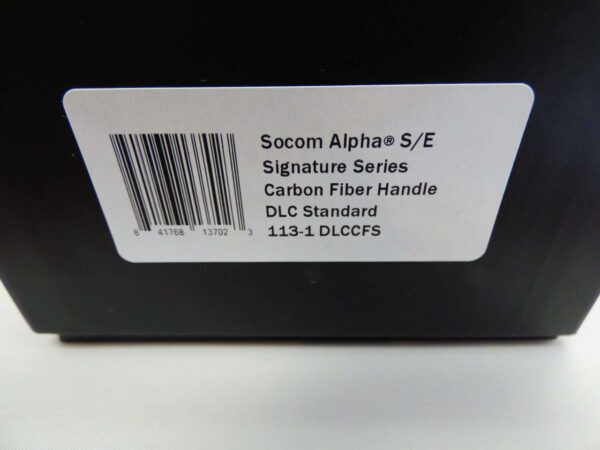 Socom Alpha® S/E
Signature Series
Carbon Fiber Handle
DLC Standard
113-1 DLCCFS
8 41768 13702 3